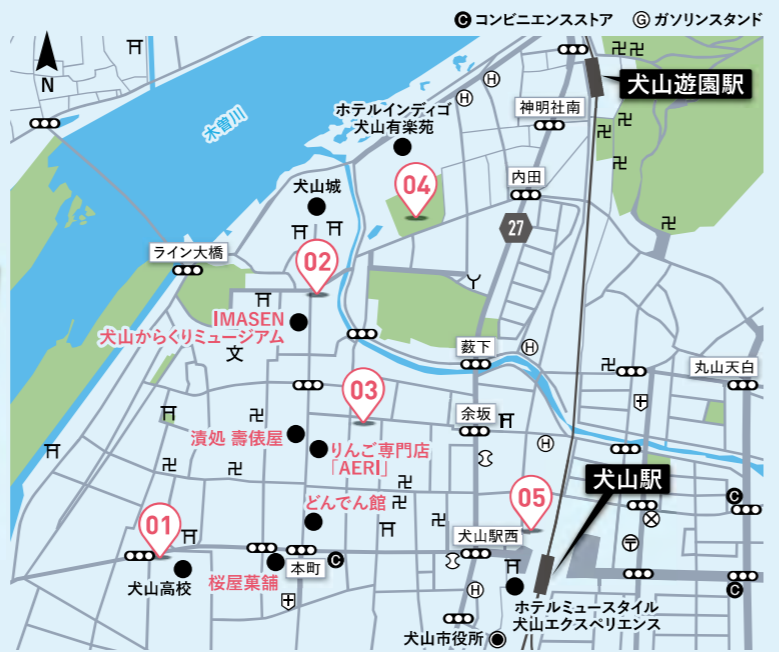 C コンビニエンスストア G ガソリンスタンド
N
木曽川
犬山遊園駅
ホテルインディゴ
犬山有楽苑
神明社南
犬山城
04
内田
27
ライン大橋
02
IMASEN
犬山からくりミュージアム
文
H
H
薮下
H
丸山天白
03
余坂
H
漬処 壽俵屋
りんご専門店
「AERI」
どんでん館
05
犬山駅
01
犬山駅西
C
C
本町
C
犬山高校
桜屋菓舗
H
ホテルミュースタイル
犬山エクスペリエンス
犬山市役所